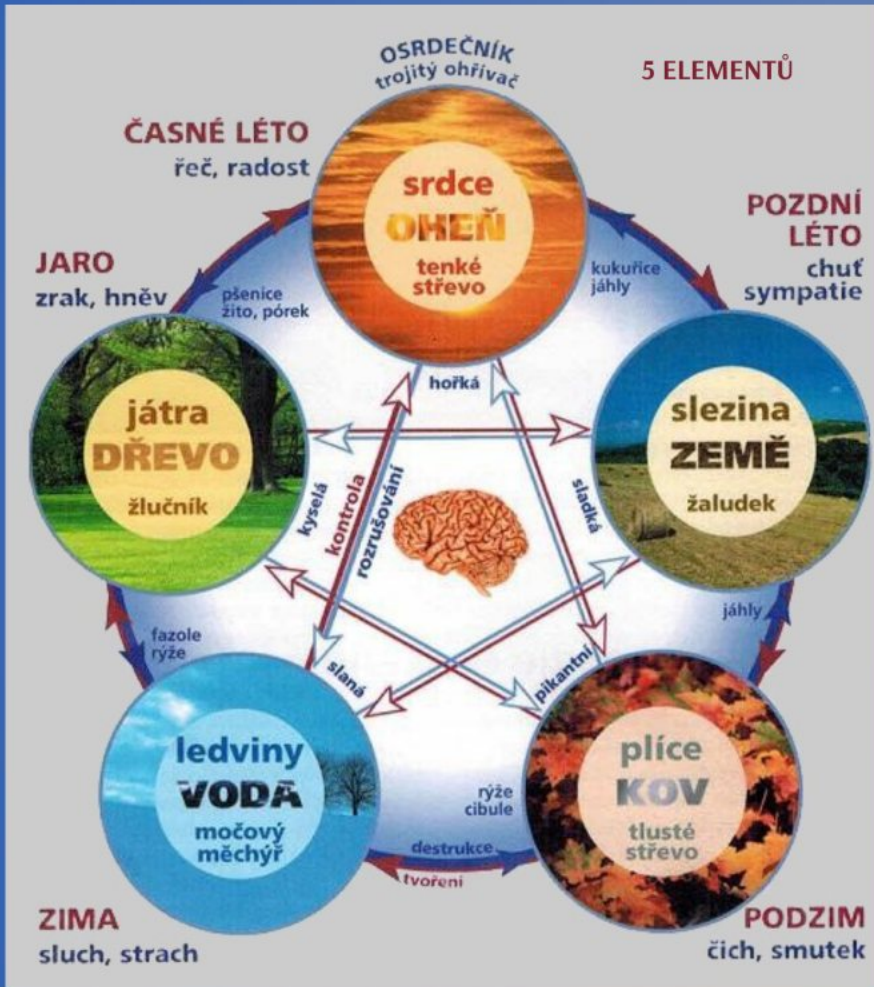 5 ELEMENTŮ
OSRDEČNÍK
trojitý ohřívač
ČASNÉ LÉTO
řeč, radost
srdce
OHEŇ
tenké
střevo
POZDNÍ
LÉTO
chuť
sympatie
JARO
zrak, hněv
pšenice
žito, pórek
kukuřice
jáhly
hořká
játra
DŘEVO
žlučník
slezina
ZEMĚ
žaludek
kyselá
kontrola
rozrušování
sladká
fazole
rýže
slaná
pikantní
jáhly
ledviny
VODA
močový
měchýř
plíce
KOV
tlusté
střevo
rýže
cibule
destrukce
tvoření
ZIMA
sluch, strach
PODZIM
čich, smutek